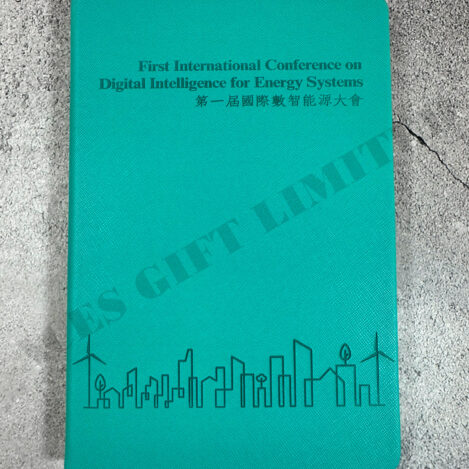 First International Conference on
Digital Intelligence for Energy Systems
第一屆國際數智能源大會
YES GIFT LIMIT